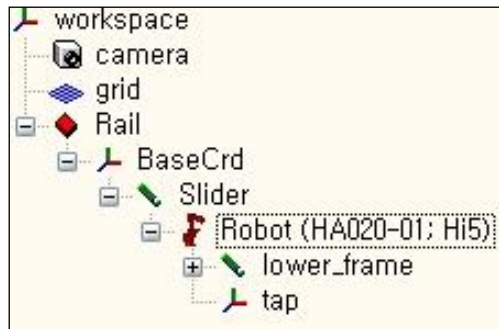 workspace
camera
grid
Rail
BaseCrd
Slider
Robot (HA020-01; Hi5)
lower_frame
tap